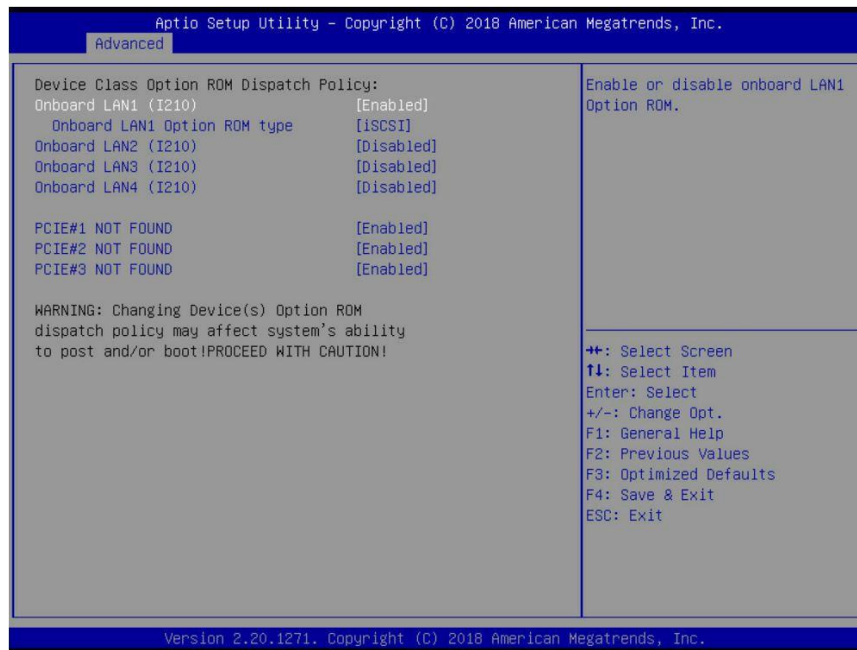 Aptio Setup Utility – Copyright (C) 2018 American Megatrends, Inc.
Advanced
Device Class Option ROM Dispatch Policy:
Onboard LAN1 (I210) [Enabled]
Onboard LAN1 Option ROM type [iSCSI]
Onboard LAN2 (I210) [Disabled]
Onboard LAN3 (I210) [Disabled]
Onboard LAN4 (I210) [Disabled]
PCIE#1 NOT FOUND [Enabled]
PCIE#2 NOT FOUND [Enabled]
PCIE#3 NOT FOUND [Enabled]
WARNING: Changing Device(s) Option ROM
dispatch policy may affect system's ability
to post and/or boot!PROCEED WITH CAUTION!
Enable or disable onboard LAN1
Option ROM.
→←: Select Screen
↑↓: Select Item
Enter: Select
+/-: Change Opt.
F1: General Help
F2: Previous Values
F3: Optimized Defaults
F4: Save & Exit
ESC: Exit
Version 2.20.1271. Copyright (C) 2018 American Megatrends, Inc.